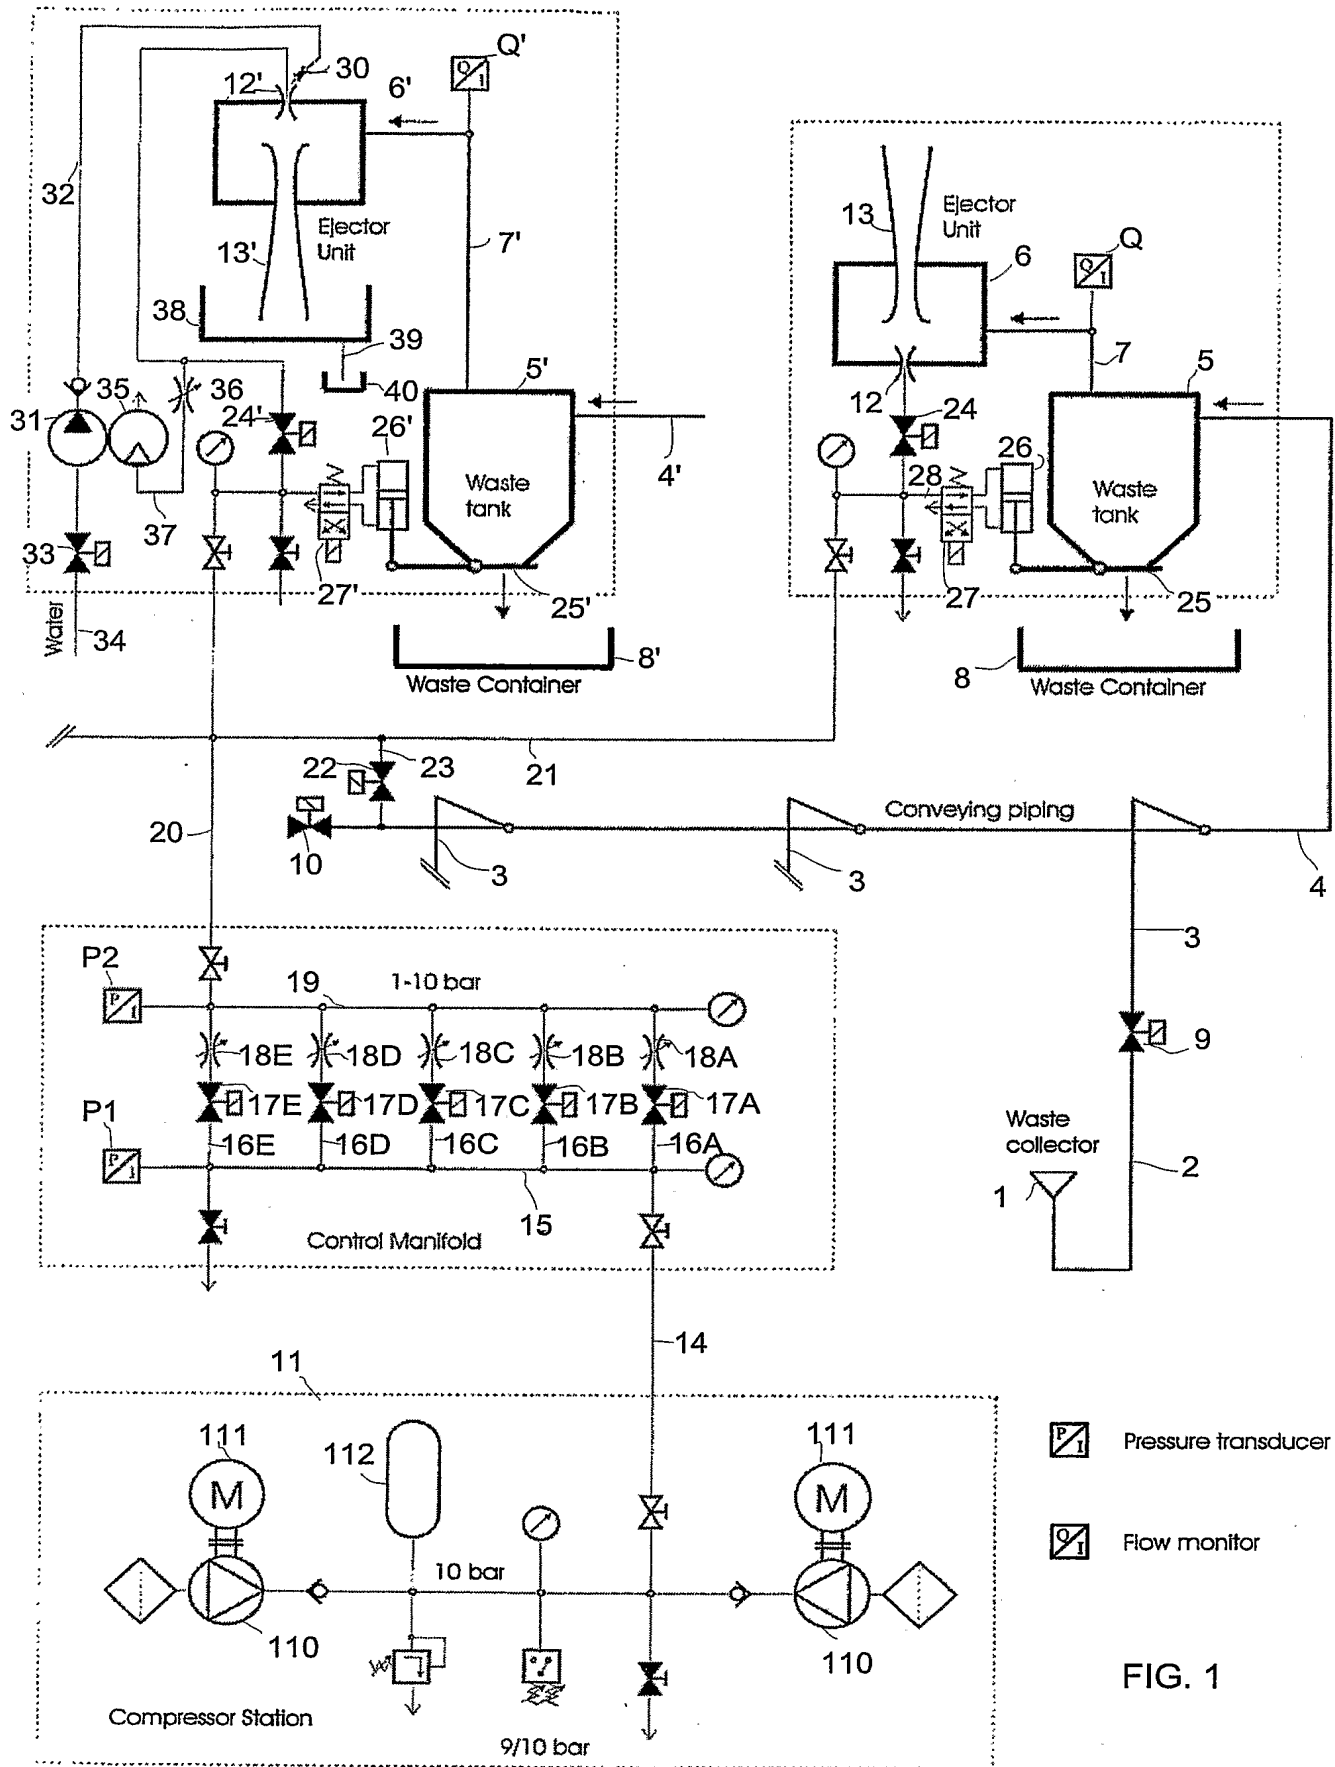 Q'
Q
I
30
12'
6'
32
Ejector
Unit
13'
7'
38
39
40
5'
4'
35
36
31
24'
26'
Waste
tank
37
33
27'
25'
Water
34
8'
Waste Container
13
Ejector
Unit
Q
6
Q
I
7
5
12
24
26
28
Waste
tank
27
25
8
Waste Container
22
23
21
20
10
3
3
Conveying piping
4
3
9
P2
P
I
19
1-10 bar
18E
18D
18C
18B
18A
17E
17D
17C
17B
17A
P1
P
I
16E
16D
16C
16B
16A
15
Control Manifold
Waste
collector
1
2
14
11
111
M
112
111
M
10 bar
110
110
Compressor Station
9/10 bar
P
I
Pressure transducer
Q
I
Flow monitor
FIG. 1